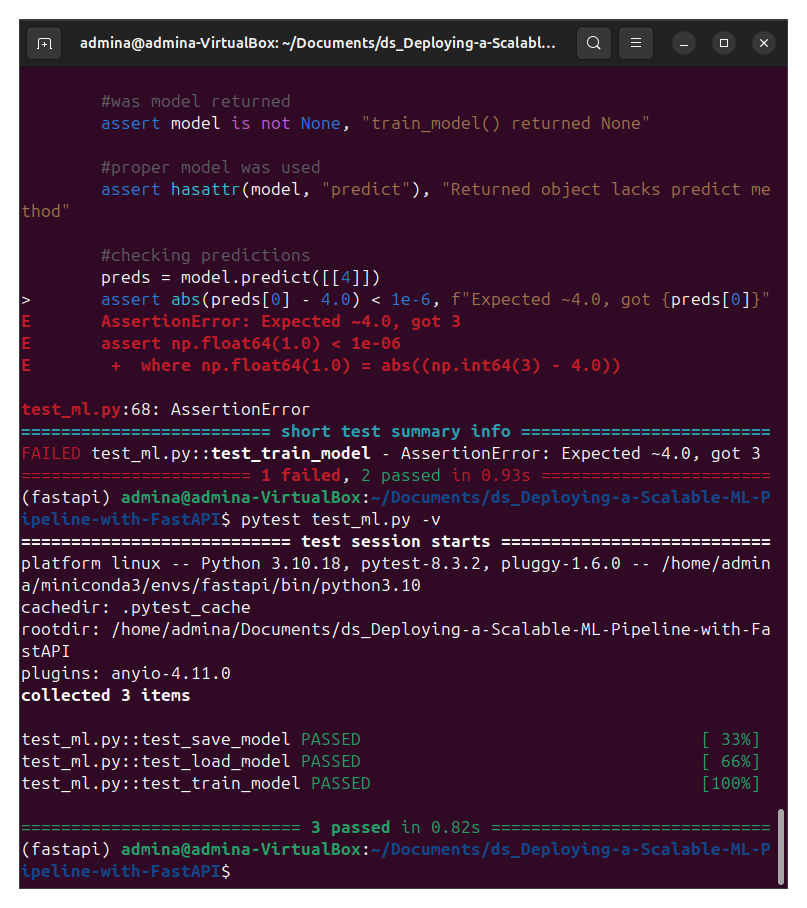 admina@admina-VirtualBox: ~/Documents/ds_Deploying-a-Scalabl...
#was model returned
assert model is not None, "train_model() returned None"
#proper model was used
assert hasattr(model, "predict"), "Returned object lacks predict me
thod"
#checking predictions
preds = model.predict([[4]])
>       assert abs(preds[0] - 4.0) < 1e-6, f"Expected ~4.0, got {preds[0]}"
E       AssertionError: Expected ~4.0, got 3
E       assert np.float64(1.0) < 1e-06
E        +  where np.float64(1.0) = abs((np.int64(3) - 4.0))
test_ml.py:68: AssertionError
========================= short test summary info =========================
FAILED test_ml.py::test_train_model - AssertionError: Expected ~4.0, got 3
======================= 1 failed, 2 passed in 0.93s =======================
(fastapi) admina@admina-VirtualBox:~/Documents/ds_Deploying-a-Scalable-ML-P
ipeline-with-FastAPI$ pytest test_ml.py -v
=========================== test session starts ===========================
platform linux -- Python 3.10.18, pytest-8.3.2, pluggy-1.6.0 -- /home/admin
a/miniconda3/envs/fastapi/bin/python3.10
cachedir: .pytest_cache
rootdir: /home/admina/Documents/ds_Deploying-a-Scalable-ML-Pipeline-with-Fa
stAPI
plugins: anyio-4.11.0
collected 3 items
test_ml.py::test_save_model PASSED                                  [ 33%]
test_ml.py::test_load_model PASSED                                  [ 66%]
test_ml.py::test_train_model PASSED                                 [100%]
============================ 3 passed in 0.82s ============================
(fastapi) admina@admina-VirtualBox:~/Documents/ds_Deploying-a-Scalable-ML-P
ipeline-with-FastAPI$